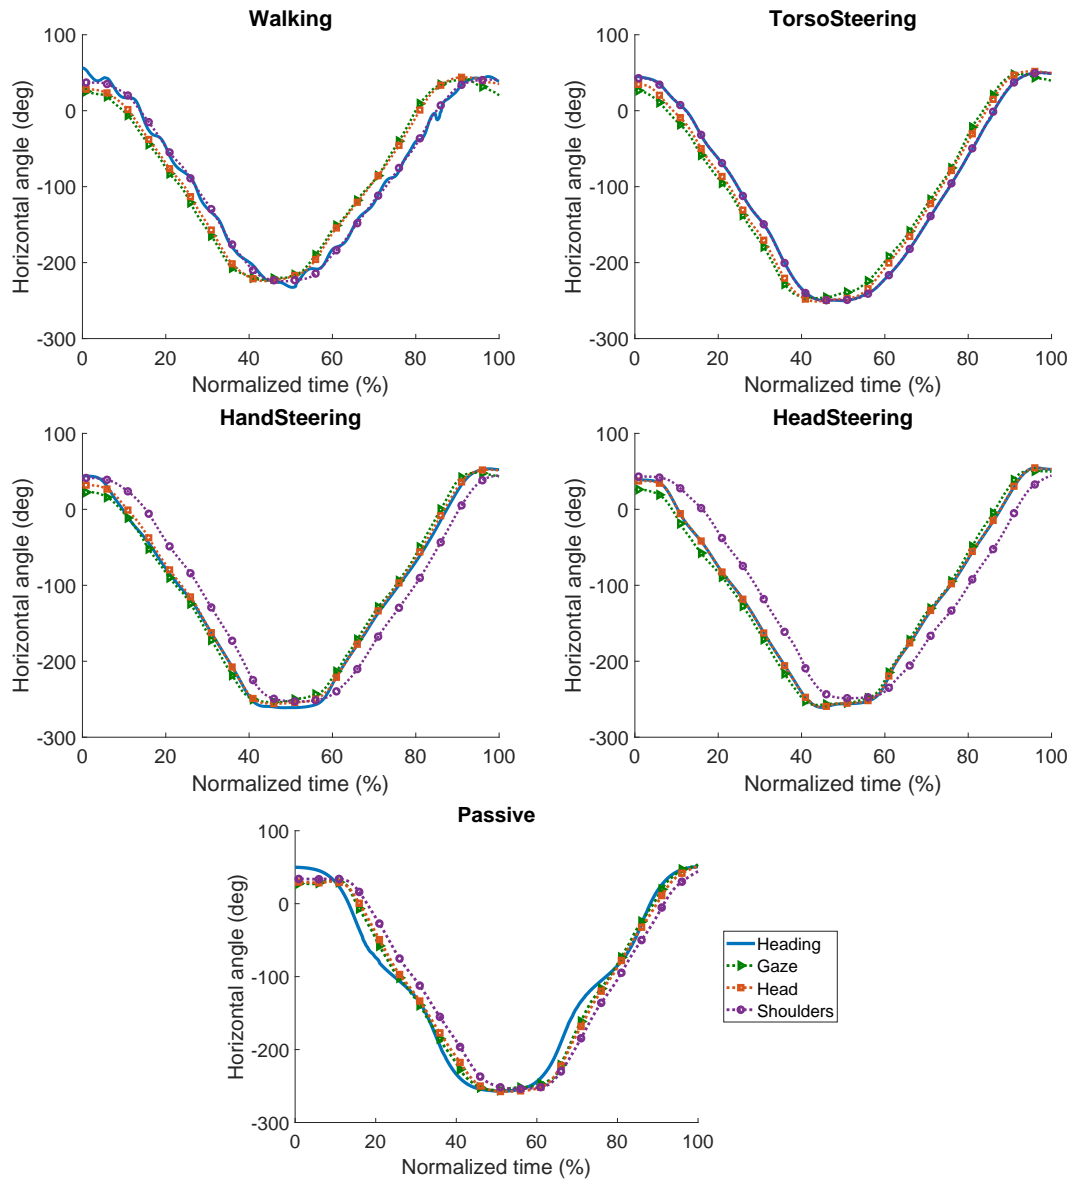 Walking
100
0
-100
-200
-300
Horizontal angle (deg)
0 20 40 60 80 100
Normalized time (%)
TorsoSteering
100
0
-100
-200
-300
Horizontal angle (deg)
0 20 40 60 80 100
Normalized time (%)
HandSteering
100
0
-100
-200
-300
Horizontal angle (deg)
0 20 40 60 80 100
Normalized time (%)
HeadSteering
100
0
-100
-200
-300
Horizontal angle (deg)
0 20 40 60 80 100
Normalized time (%)
Passive
100
0
-100
-200
-300
Horizontal angle (deg)
0 20 40 60 80 100
Normalized time (%)
Heading
Gaze
Head
Shoulders